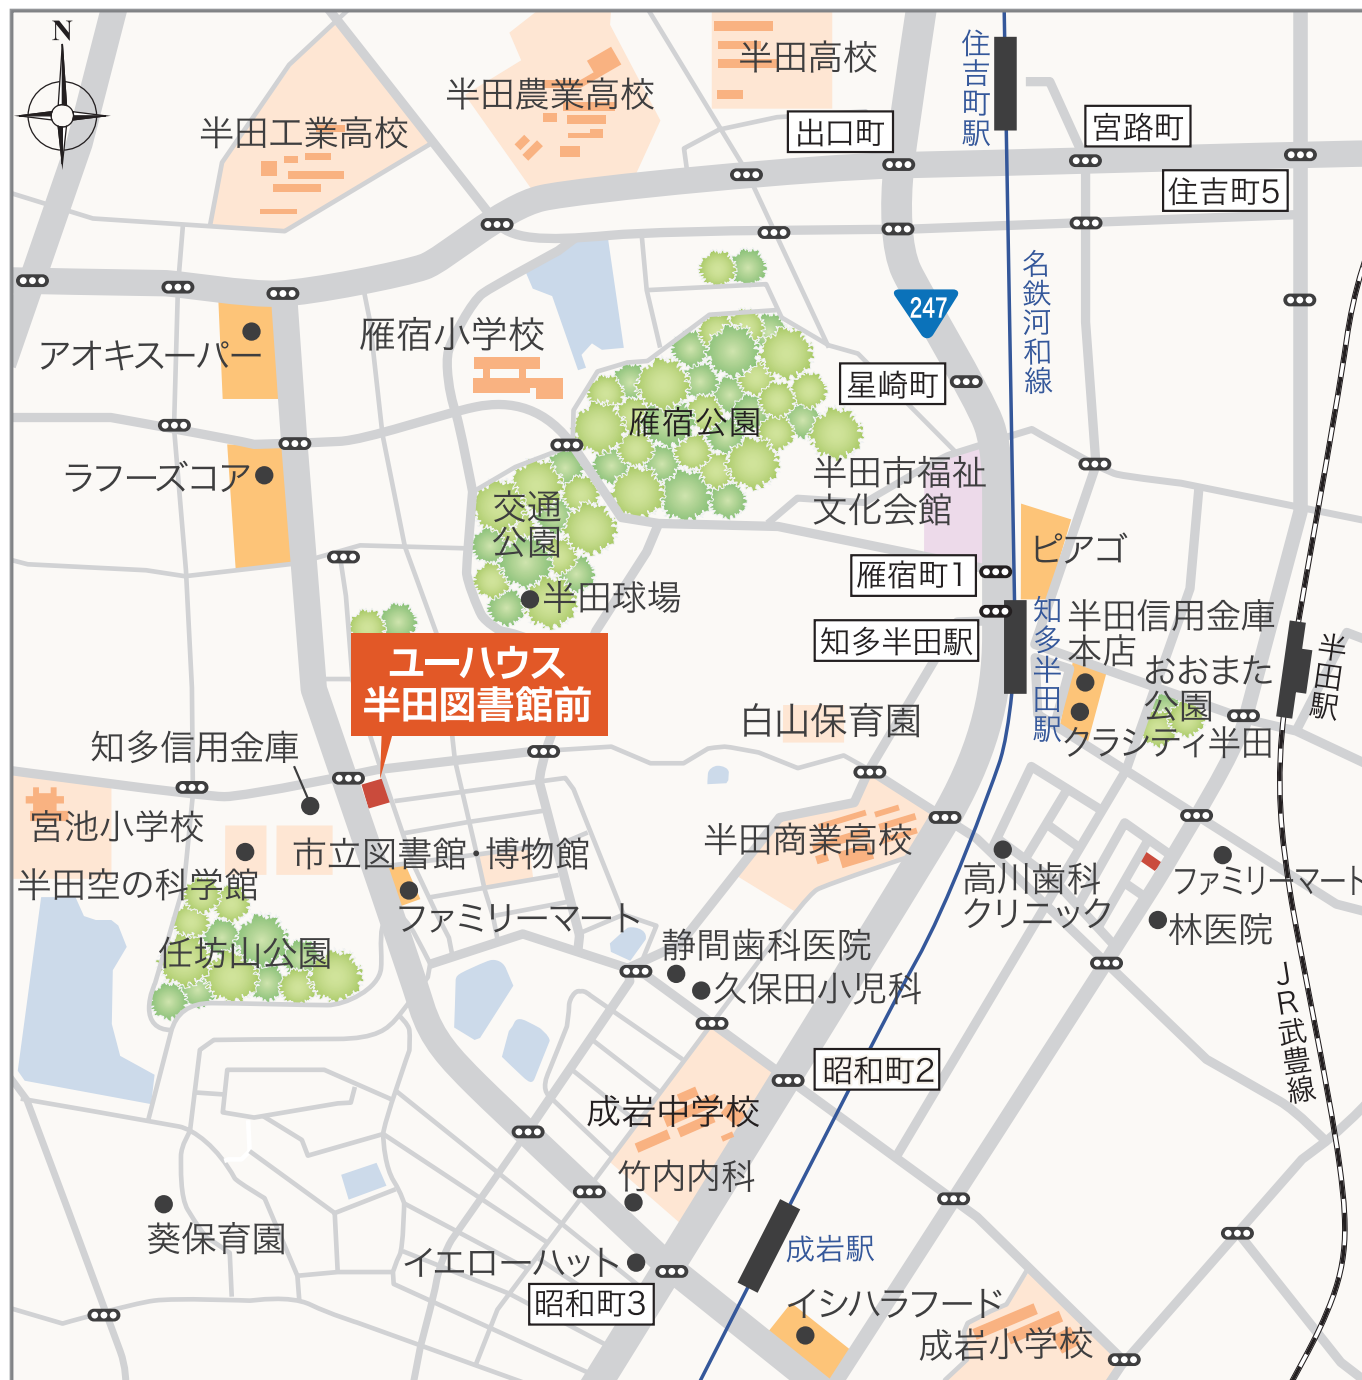 N
半田高校
住吉町駅
半田農業高校
半田工業高校
出口町
宮路町
住吉町5
名鉄河和線
247
雁宿小学校
アオキスーパー
星崎町
雁宿公園
ラフーズコア
半田市福祉
文化会館
交通
公園
ピアゴ
雁宿町1
半田球場
知多半田駅
知多半田駅
半田信用金庫
本店
おおまた
公園
半田駅
ユーハウス
半田図書館前
白山保育園
クラシティ半田
知多信用金庫
宮池小学校
半田商業高校
市立図書館・博物館
半田空の科学館
高川歯科
クリニック
ファミリーマート
ファミリーマート
林医院
任坊山公園
静間歯科医院
久保田小児科
JR武豊線
昭和町2
成岩中学校
竹内内科
葵保育園
成岩駅
イエローハット
昭和町3
イシハラフード
成岩小学校